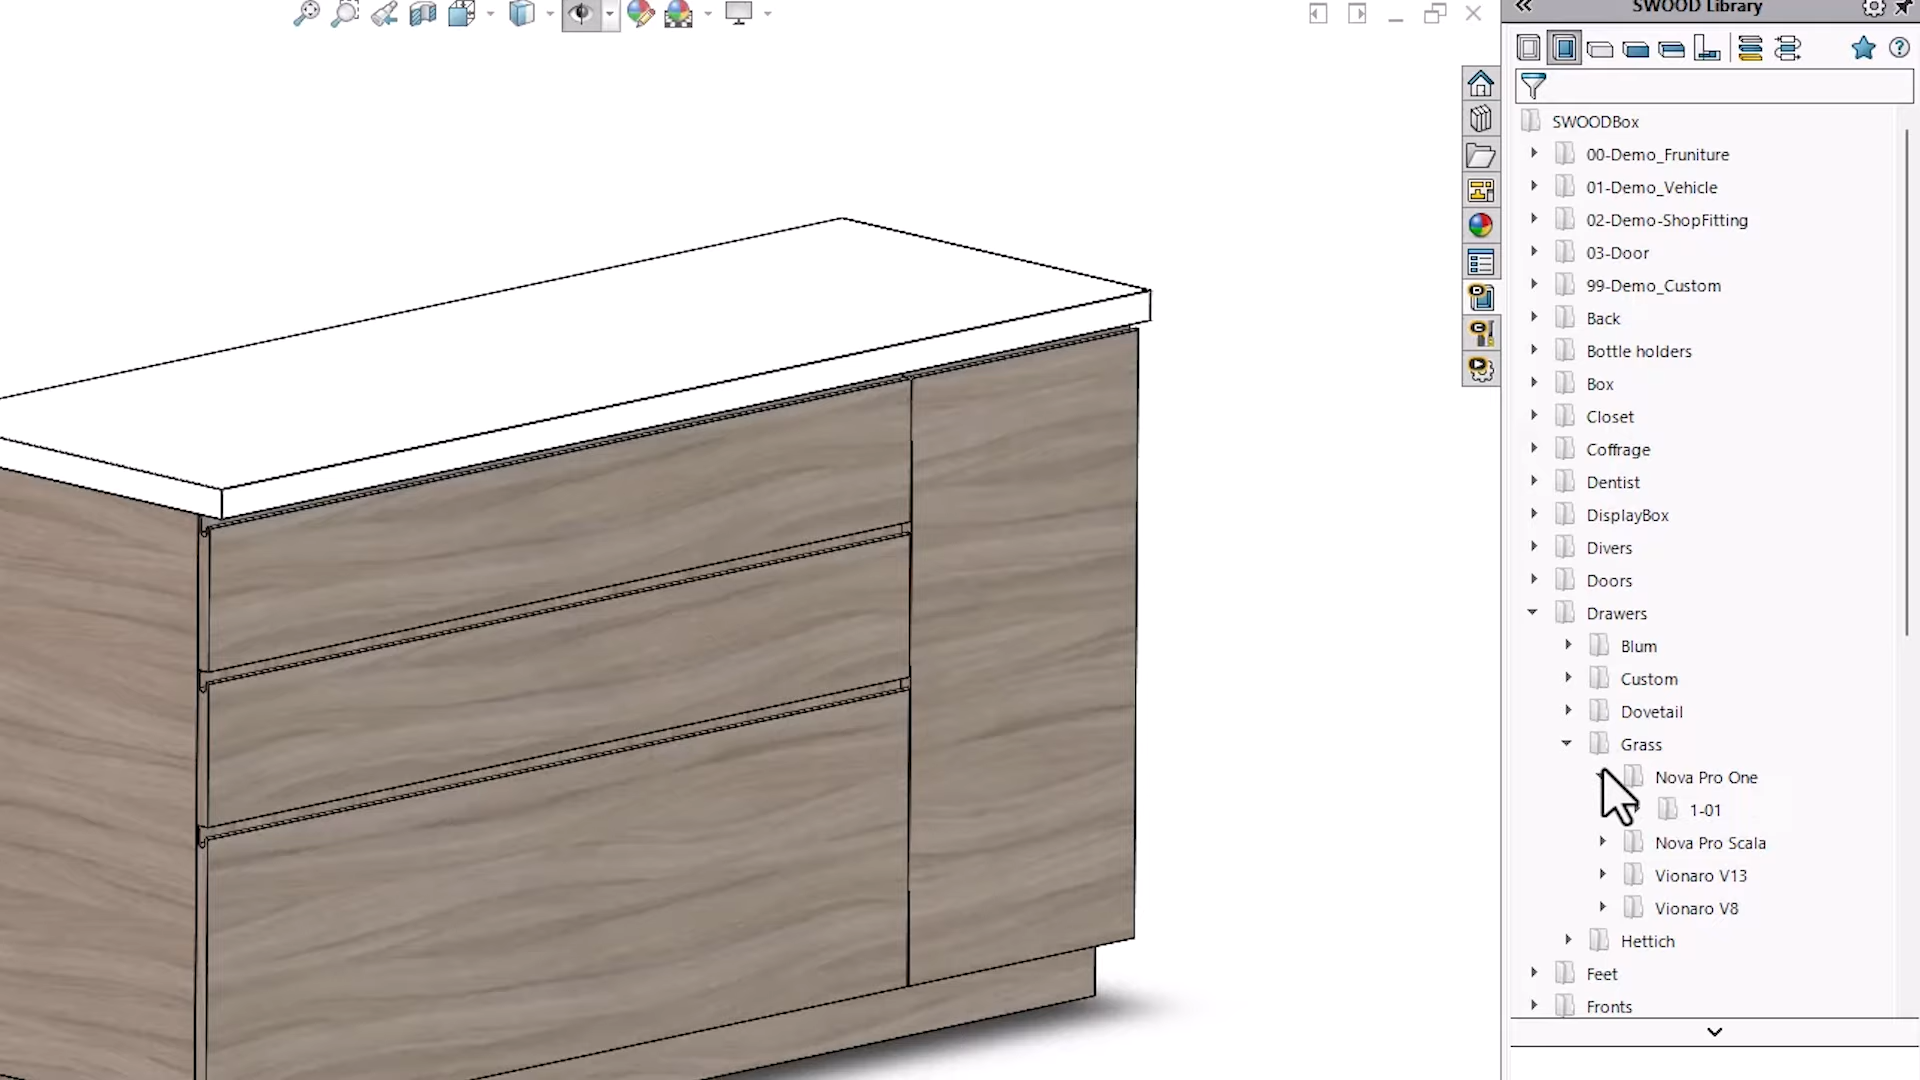 SWOOD Library
SWOODBox
00-Demo_Fruniture
01-Demo_Vehicle
02-Demo-ShopFitting
03-Door
99-Demo_Custom
Back
Bottle holders
Box
Closet
Coffrage
Dentist
DisplayBox
Divers
Doors
Drawers
Blum
Custom
Dovetail
Grass
Nova Pro One
1-01
Nova Pro Scala
Vionaro V13
Vionaro V8
Hettich
Feet
Fronts